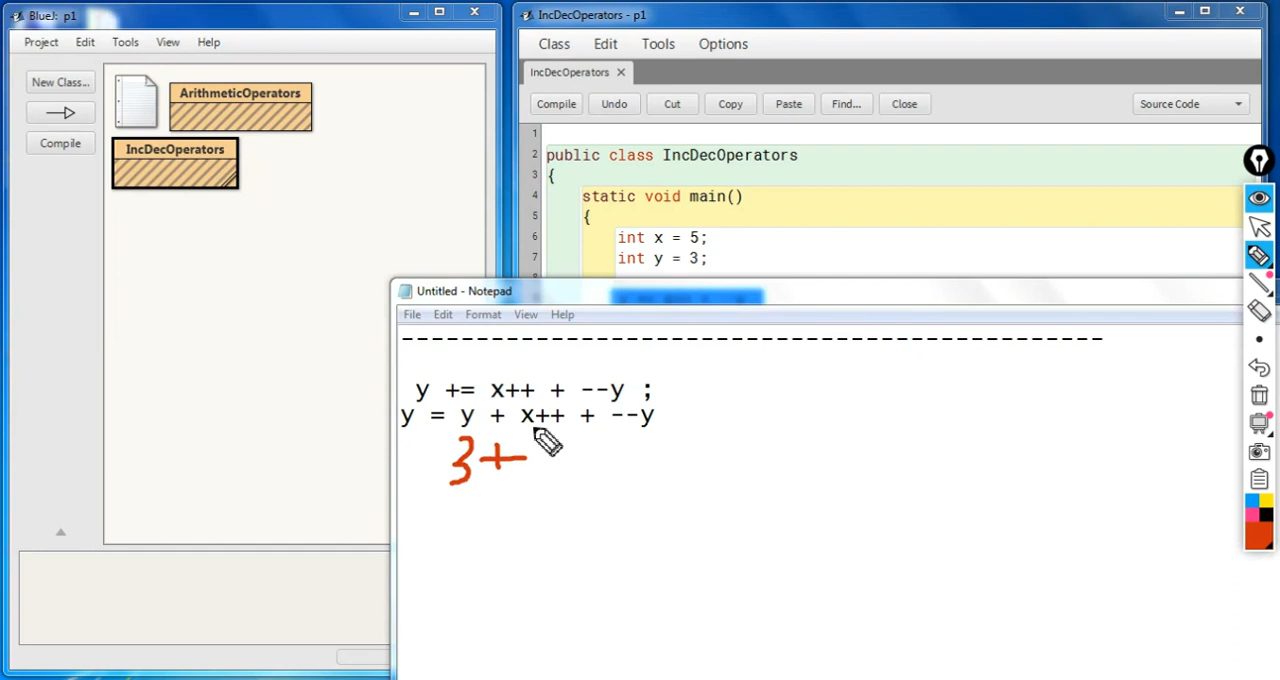 BlueJ: p1
Project Edit Tools View Help
New Class...
Compile
ArithmeticOperators
IncDecOperators
IncDecOperators - p1
Class Edit Tools Options
IncDecOperators ✕
Compile Undo Cut Copy Paste Find... Close Source Code
1
2 public class IncDecOperators
3 {
4 static void main()
5 {
6 int x = 5;
7 int y = 3;
Untitled - Notepad
File Edit Format View Help
-----------------------------------------------
y += x++ + --y ;
y = y + x++ + --y
3+